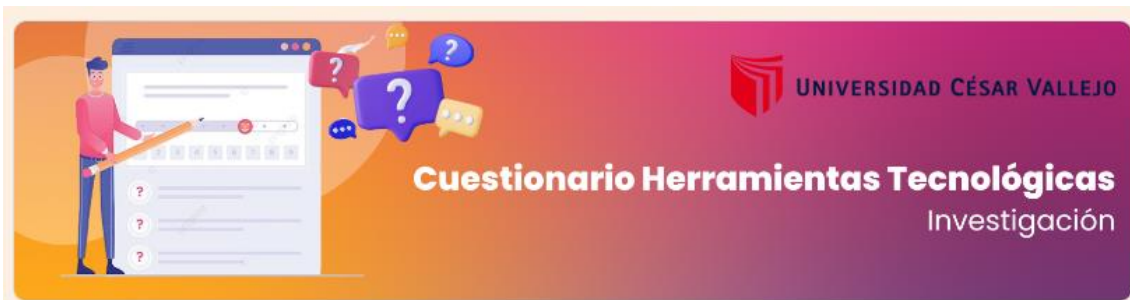 UNIVERSIDAD CÉSAR VALLEJO
Cuestionario Herramientas Tecnológicas
Investigación
?
?
?
?
?
?